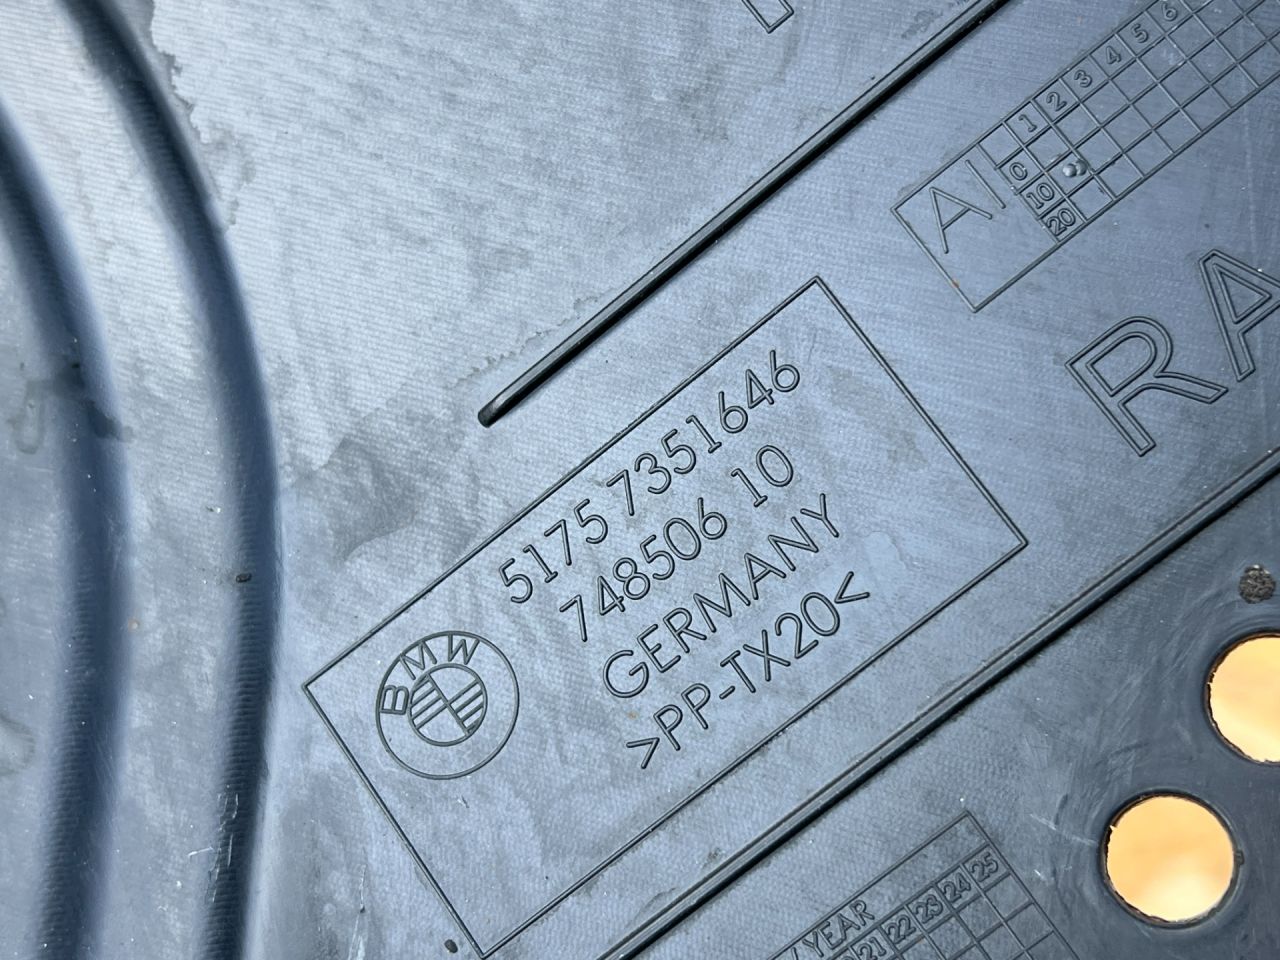 AI
1 2 3 4 5 6
0
10
20
RA
5175 7351646
748506 10
GERMANY
>PP-TX20<
BMW
YEAR
21 22 23 24 25